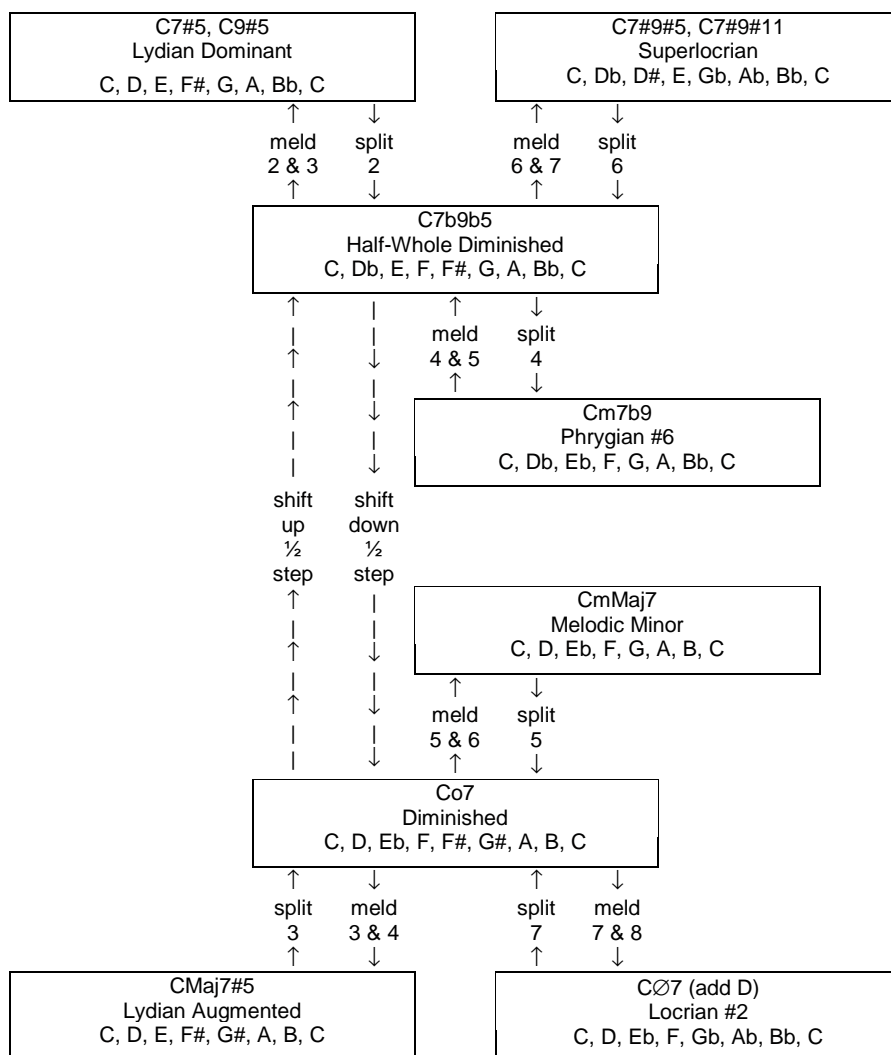 C7#5, C9#5
Lydian Dominant
C, D, E, F#, G, A, Bb, C
C7#9#5, C7#9#11
Superlocrian
C, Db, D#, E, Gb, Ab, Bb, C
meld
2 & 3
split
2
meld
6 & 7
split
6
C7b9b5
Half-Whole Diminished
C, Db, E, F, F#, G, A, Bb, C
meld
4 & 5
split
4
Cm7b9
Phrygian #6
C, Db, Eb, F, G, A, Bb, C
shift
up
½
step
shift
down
½
step
CmMaj7
Melodic Minor
C, D, Eb, F, G, A, B, C
meld
5 & 6
split
5
Co7
Diminished
C, D, Eb, F, F#, G#, A, B, C
split
3
meld
3 & 4
split
7
meld
7 & 8
CMaj7#5
Lydian Augmented
C, D, E, F#, G#, A, B, C
C∅7 (add D)
Locrian #2
C, D, Eb, F, Gb, Ab, Bb, C